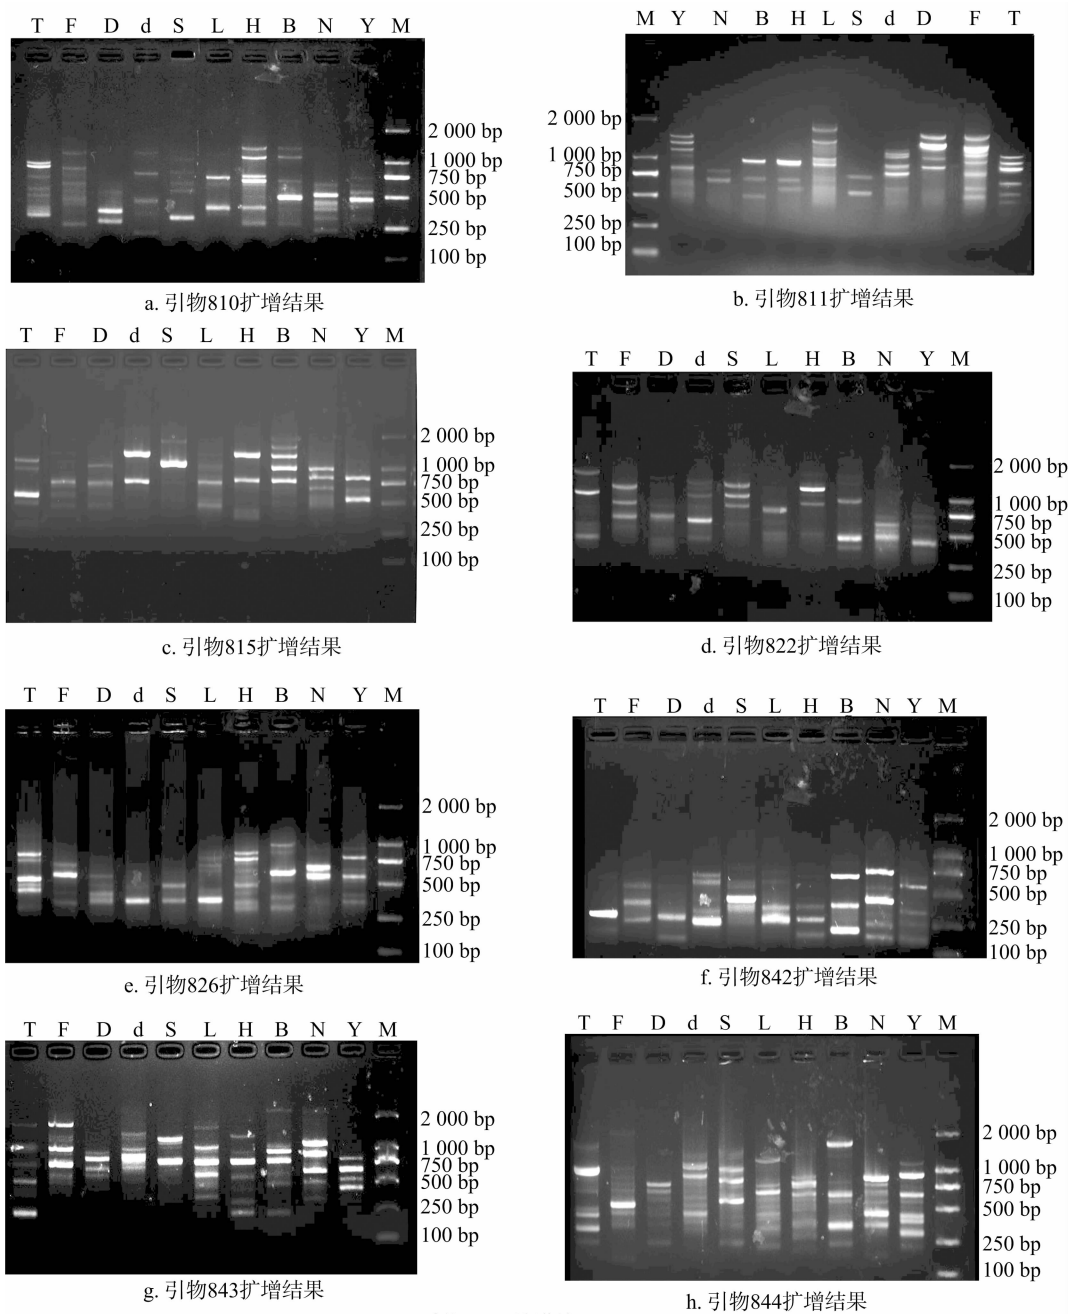 T F D d S L H B N Y M
2 000 bp
1 000 bp
750 bp
500 bp
250 bp
100 bp
a. 引物810扩增结果
M Y N B H L S d D F T
2 000 bp
1 000 bp
750 bp
500 bp
250 bp
100 bp
b. 引物811扩增结果
T F D d S L H B N Y M
2 000 bp
1 000 bp
750 bp
500 bp
250 bp
100 bp
c. 引物815扩增结果
T F D d S L H B N Y M
2 000 bp
1 000 bp
750 bp
500 bp
250 bp
100 bp
d. 引物822扩增结果
T F D d S L H B N Y M
2 000 bp
1 000 bp
750 bp
500 bp
250 bp
100 bp
e. 引物826扩增结果
T F D d S L H B N Y M
2 000 bp
1 000 bp
750 bp
500 bp
250 bp
100 bp
f. 引物842扩增结果
T F D d S L H B N Y M
2 000 bp
1 000 bp
750 bp
500 bp
250 bp
100 bp
g. 引物843扩增结果
T F D d S L H B N Y M
2 000 bp
1 000 bp
750 bp
500 bp
250 bp
100 bp
h. 引物844扩增结果